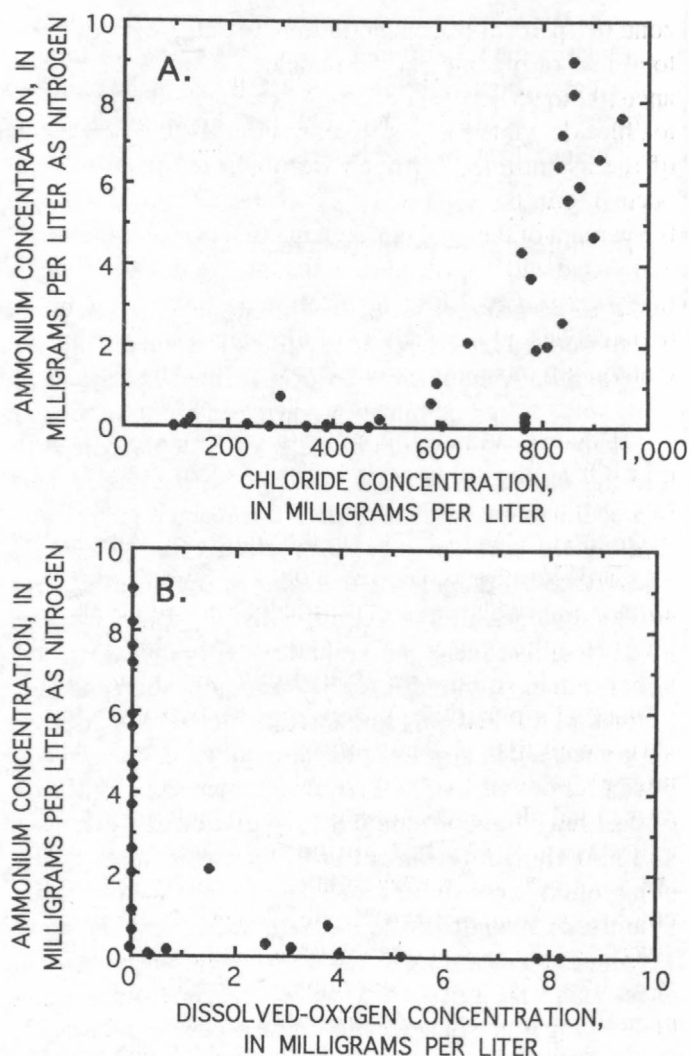 AMMONIUM CONCENTRATION, IN
MILLIGRAMS PER LITER AS NITROGEN
10
8
6
4
2
0
A.
0
200
400
600
800
1,000
CHLORIDE CONCENTRATION,
IN MILLIGRAMS PER LITER
AMMONIUM CONCENTRATION, IN
MILLIGRAMS PER LITER AS NITROGEN
10
8
6
4
2
0
B.
0
2
4
6
8
10
DISSOLVED-OXYGEN CONCENTRATION,
IN MILLIGRAMS PER LITER